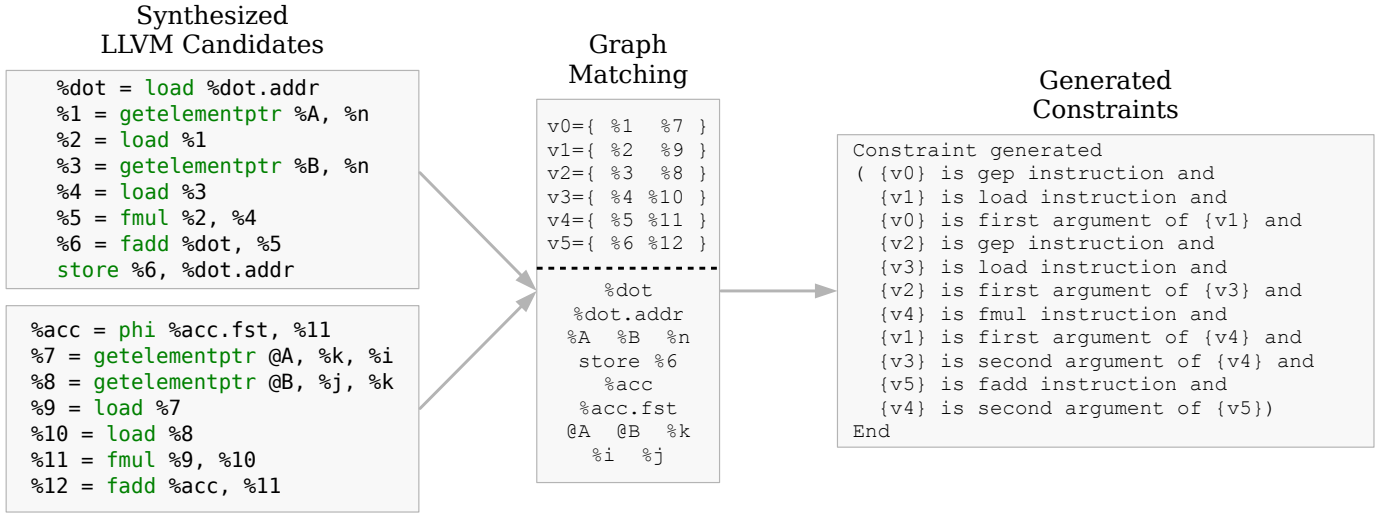 Synthesized
LLVM Candidates
%dot = load %dot.addr
%1 = getelementptr %A, %n
%2 = load %1
%3 = getelementptr %B, %n
%4 = load %3
%5 = fmul %2, %4
%6 = fadd %dot, %5
store %6, %dot.addr
%acc = phi %acc.fst, %11
%7 = getelementptr @A, %k, %i
%8 = getelementptr @B, %j, %k
%9 = load %7
%10 = load %8
%11 = fmul %9, %10
%12 = fadd %acc, %11
Graph
Matching
v0={ %1 %7 }
v1={ %2 %9 }
v2={ %3 %8 }
v3={ %4 %10 }
v4={ %5 %11 }
v5={ %6 %12 }
%dot
%dot.addr
%A %B %n
store %6
%acc
%acc.fst
@A @B %k
%i %j
Generated
Constraints
Constraint generated
( {v0} is gep instruction and
{v1} is load instruction and
{v0} is first argument of {v1} and
{v2} is gep instruction and
{v3} is load instruction and
{v2} is first argument of {v3} and
{v4} is fmul instruction and
{v1} is first argument of {v4} and
{v3} is second argument of {v4} and
{v5} is fadd instruction and
{v4} is second argument of {v5})
End